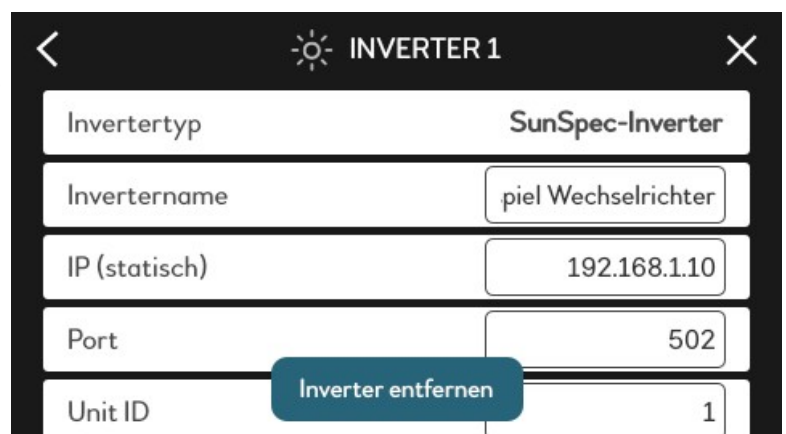 INVERTER 1
Invertertyp SunSpec-Inverter
Invertername piel Wechselrichter
IP (statisch) 192.168.1.10
Port 502
Inverter entfernen
Unit ID 1